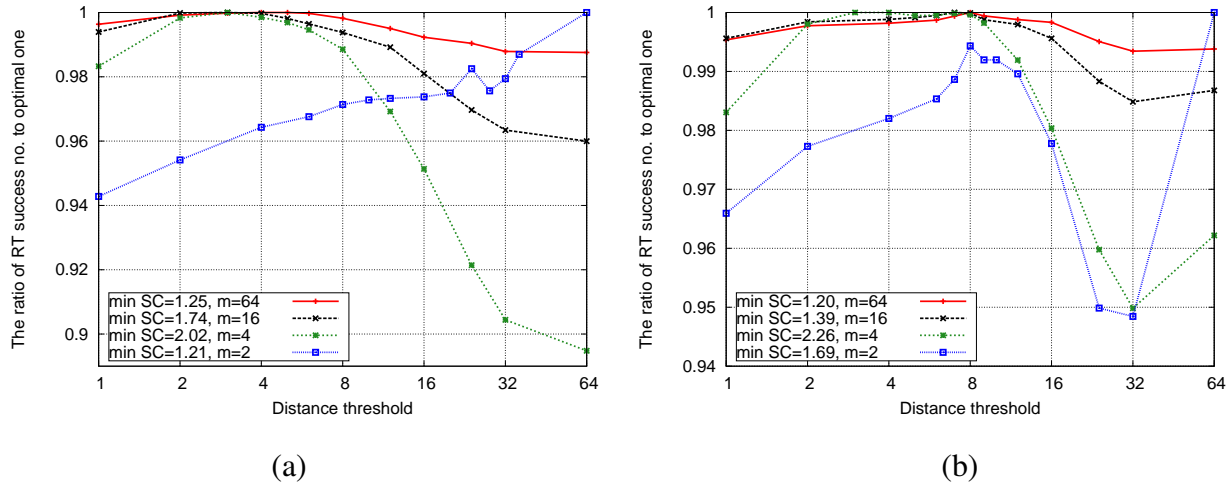 The ratio of RT success no. to optimal one
1
0.98
0.96
0.94
0.92
0.9
min SC=1.25, m=64
min SC=1.74, m=16
min SC=2.02, m=4
min SC=1.21, m=2
1 2 4 8 16 32 64
Distance threshold
(a)
The ratio of RT success no. to optimal one
1
0.99
0.98
0.97
0.96
0.95
0.94
min SC=1.20, m=64
min SC=1.39, m=16
min SC=2.26, m=4
min SC=1.69, m=2
1 2 4 8 16 32 64
Distance threshold
(b)